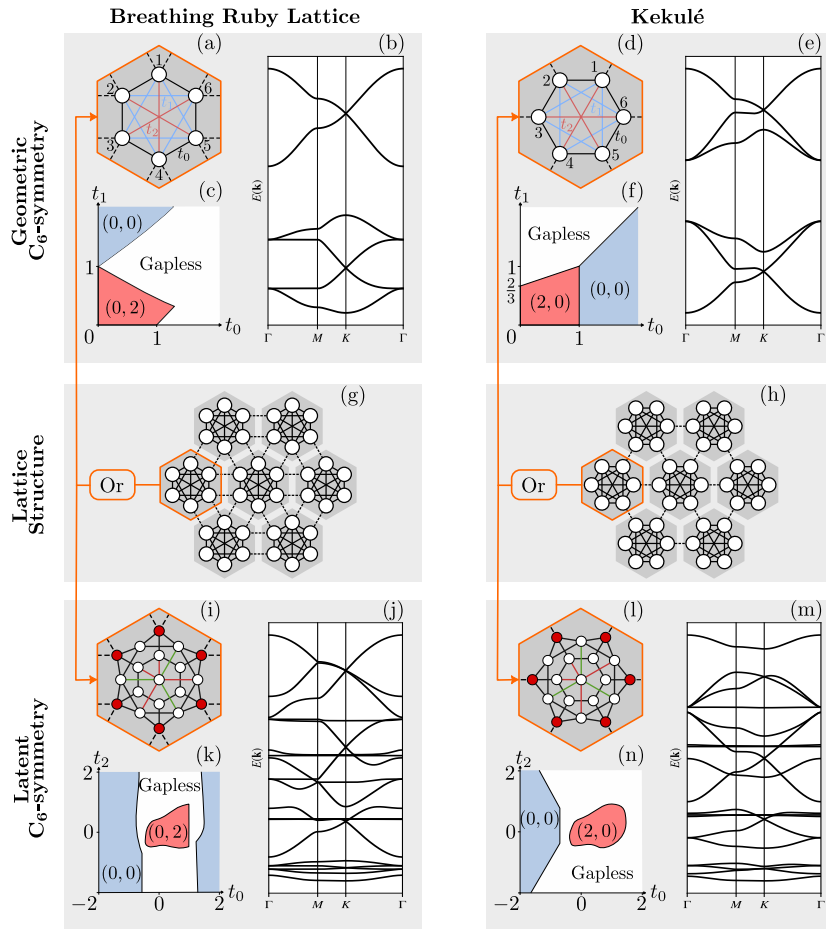 Breathing Ruby Lattice
Kekulé
Geometric
C₆-symmetry
(a)
1
2
6
3
5
4
t₁
t₂
t₀
(b)
E(k)
Γ M K Γ
(c)
t₁
(0, 0)
Gapless
1
(0, 2)
0 1 t₀
(d)
1
2
6
3
5
4
t₁
t₂
t₀
(e)
E(k)
Γ M K Γ
(f)
t₁
Gapless
1
2/3
(2, 0)
(0, 0)
0 1 t₀
Lattice
Structure
(g)
Or
(h)
Or
Latent
C₆-symmetry
(i)
(j)
E(k)
Γ M K Γ
(k)
t₂
2
Gapless
0
(0, 2)
(0, 0)
−2 0 2
t₀
(l)
(m)
E(k)
Γ M K Γ
(n)
t₂
2
(0, 0)
0
(2, 0)
Gapless
−2 0 2
t₀